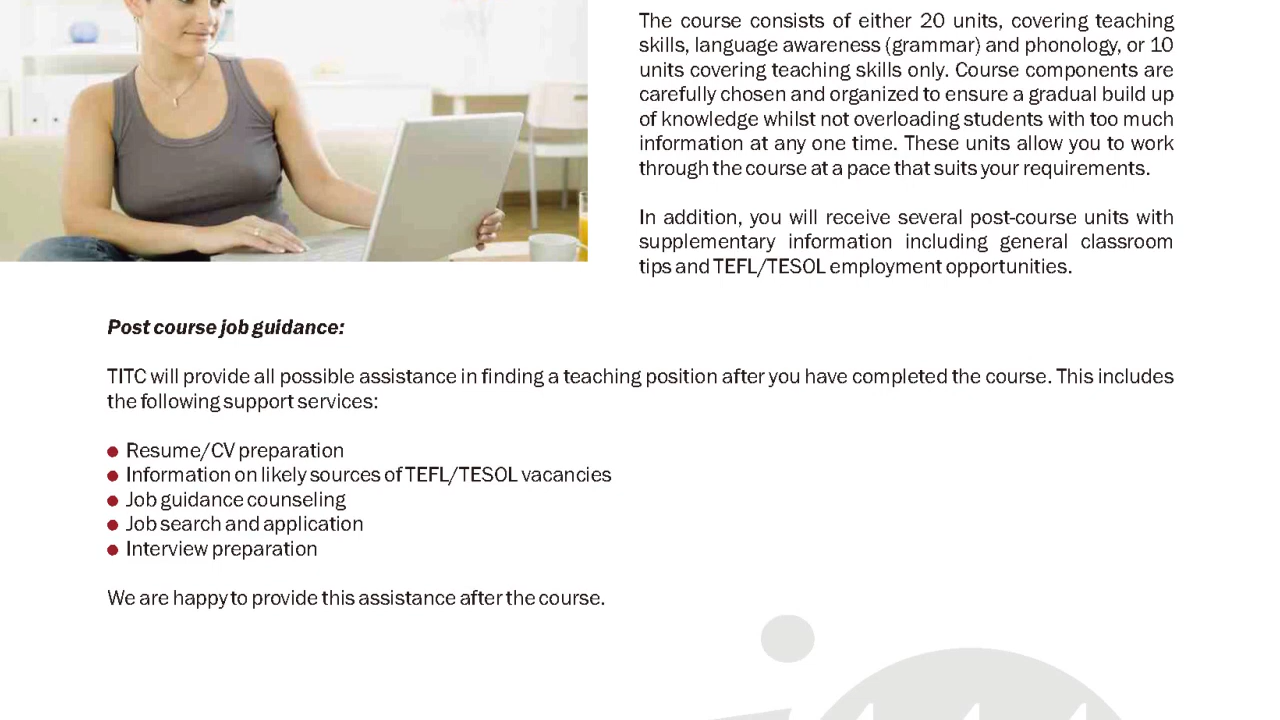 The course consists of either 20 units, covering teaching
skills, language awareness (grammar) and phonology, or 10
units covering teaching skills only. Course components are
carefully chosen and organized to ensure a gradual build up
of knowledge whilst not overloading students with too much
information at any one time. These units allow you to work
through the course at a pace that suits your requirements.
In addition, you will receive several post-course units with
supplementary information including general classroom
tips and TEFL/TESOL employment opportunities.
Post course job guidance:
TITC will provide all possible assistance in finding a teaching position after you have completed the course. This includes
the following support services:
Resume/CV preparation
Information on likely sources of TEFL/TESOL vacancies
Job guidance counseling
Job search and application
Interview preparation
We are happy to provide this assistance after the course.